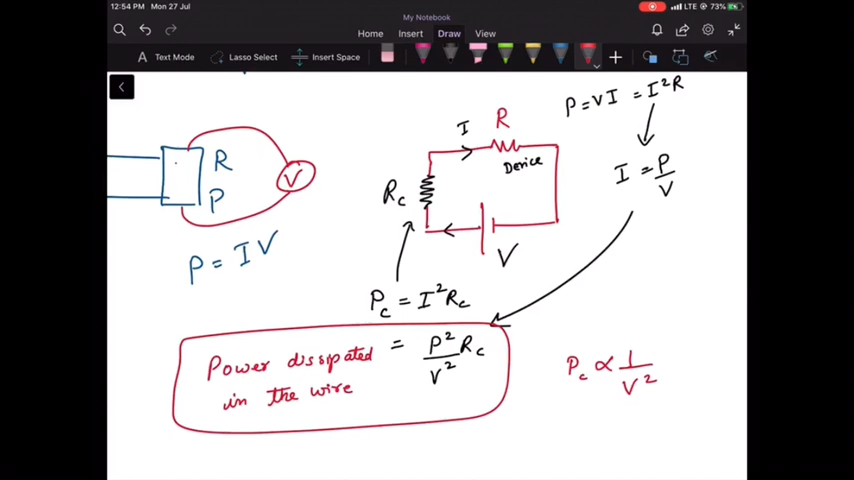 12:54 PM Mon 27 Jul
LTE 73%
My Notebook
Home Insert Draw View
A Text Mode Lasso Select Insert Space
P = VI = I²R
I = P/V
I
R
Device
Rc
V
R
P
V
P = IV
Pc = I²Rc
Power dissipated in the wire = P²/V² Rc
Pc ∝ 1/V²